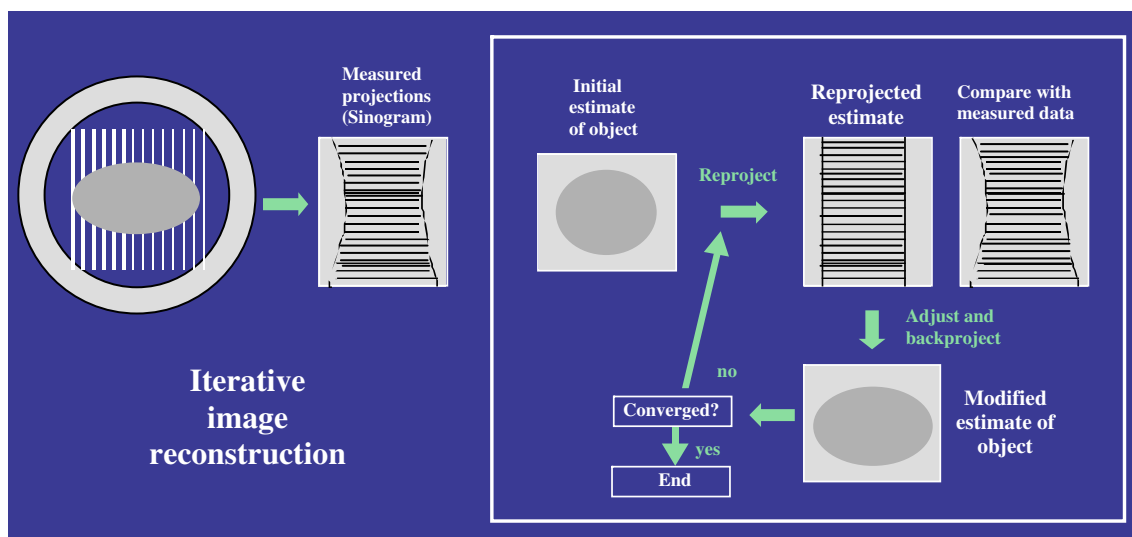 Measured
projections
(Sinogram)
Iterative
image
reconstruction
Initial
estimate
of object
Reproject
Reprojected
estimate
Compare with
measured data
Adjust and
backproject
Modified
estimate of
object
no
Converged?
yes
End